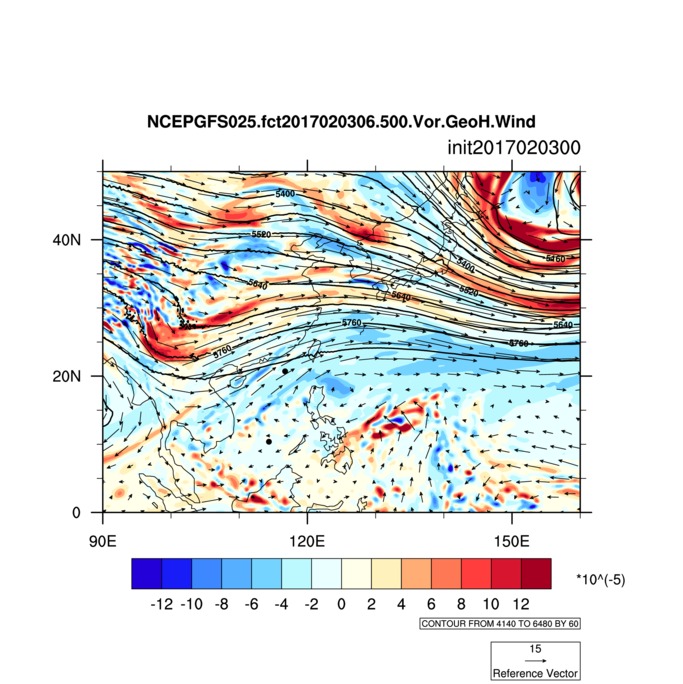 NCEPGFS025.fct2017020306.500.Vor.GeoH.Wind
init2017020300
5400
5520
5640
5760
5640
5760
5400
5520
5460
5640
5760
40N
20N
0
90E 120E 150E
-12 -10 -8 -6 -4 -2 0 2 4 6 8 10 12
*10^(-5)
CONTOUR FROM 4140 TO 6480 BY 60
15
Reference Vector